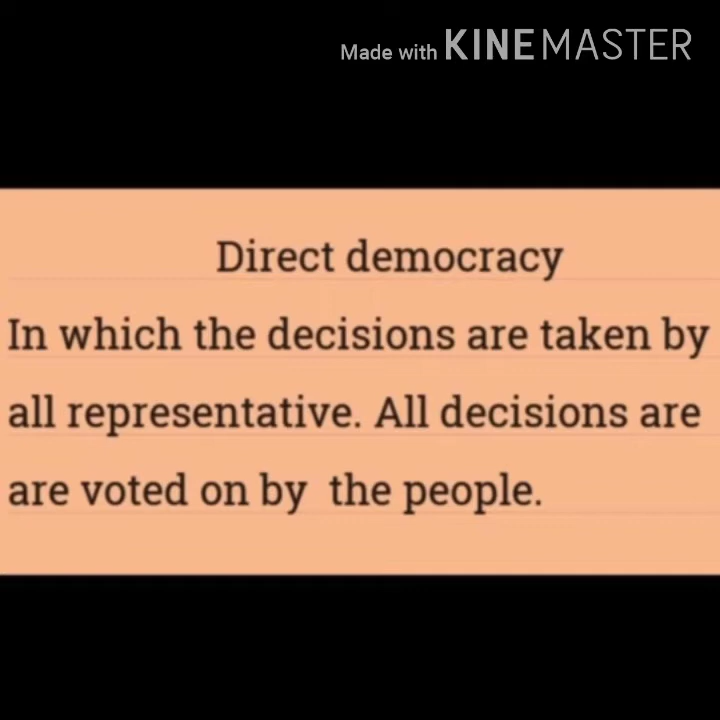 Made with KINEMASTER
Direct democracy
In which the decisions are taken by
all representative. All decisions are
are voted on by the people.